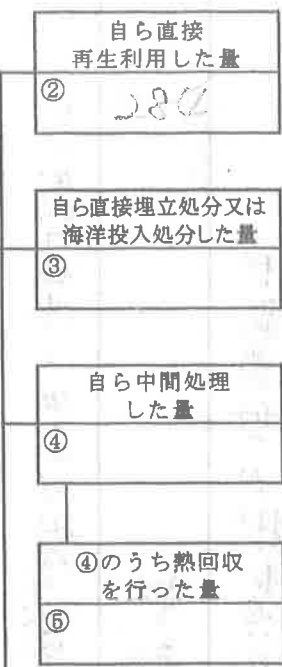 自ら直接
再生利用した量
②
自ら直接埋立処分又は
海洋投入処分した量
③
自ら中間処理
した量
④
④のうち熱回収
を行った量
⑤